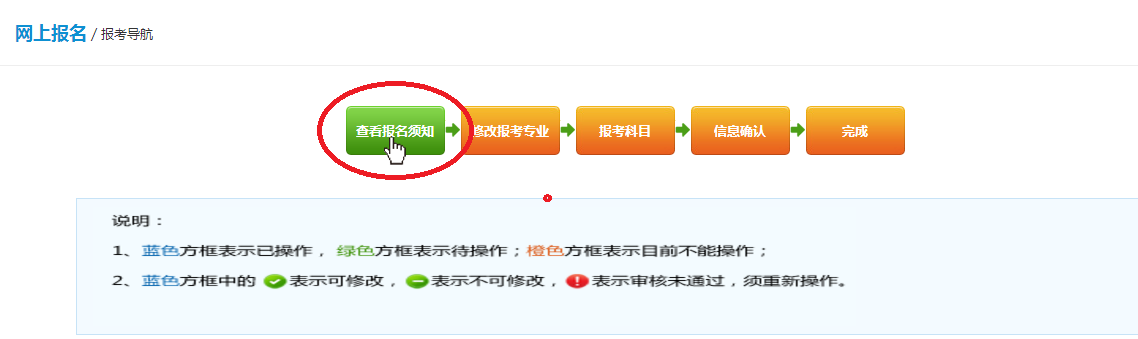 网上报名 / 报考导航
查看报名须知 修改报考专业 报考科目 信息确认 完成
说明：
1、蓝色方框表示已操作，绿色方框表示待操作；橙色方框表示目前不能操作；
2、蓝色方框中的 表示可修改， 表示不可修改， 表示审核未通过，须重新操作。